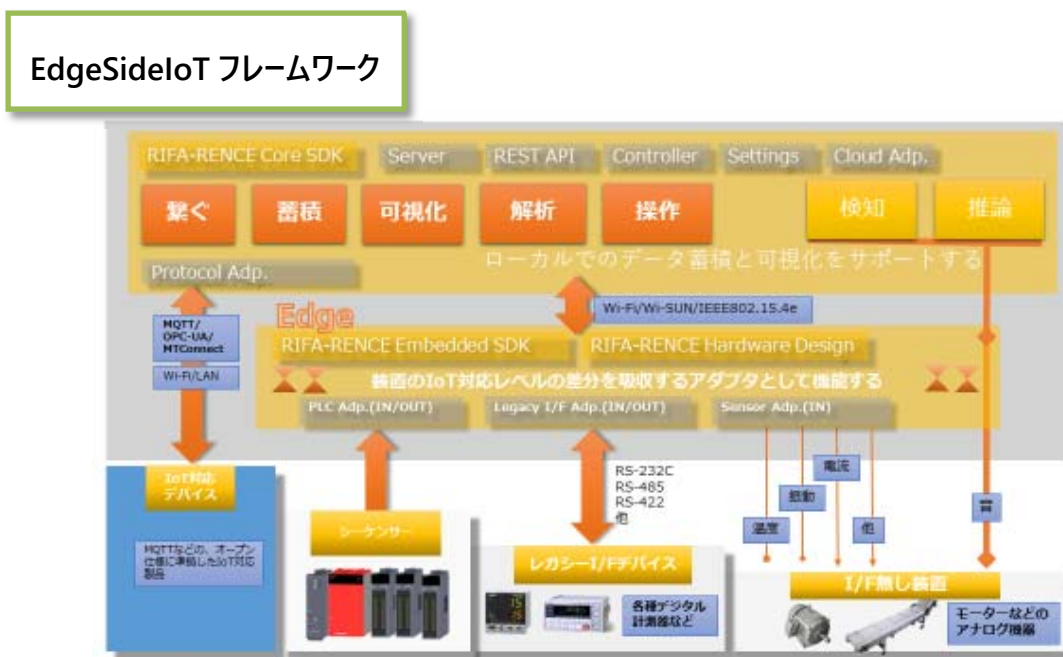 EdgeSideIoT フレームワーク
RIFA-RENCE Core SDK
Server
REST API
Controller
Settings
Cloud Adp.
繋ぐ
蓄積
可視化
解析
操作
検知
推論
ローカルでのデータ蓄積と可視化をサポートする
Protocol Adp.
Edge
Wi-Fi/Wi-SUN/IEEE802.15.4e
MQTT/
OPC-UA/
MTConnect
Wi-Fi/LAN
RIFA-RENCE Embedded SDK
RIFA-RENCE Hardware Design
装置のIoT対応レベルの差分を吸収するアダプタとして機能する
PLC Adp.(IN/OUT)
Legacy I/F Adp.(IN/OUT)
Sensor Adp.(IN)
IoT対応
デバイス
MQTTなどの、オープン
仕様に準拠したIoT対応
製品
シーケンサー
RS-232C
RS-485
RS-422
他
レガシーI/Fデバイス
各種デジタル
計測器など
電流
振動
温度
他
音
I/F無し装置
モーターなどの
アナログ機器